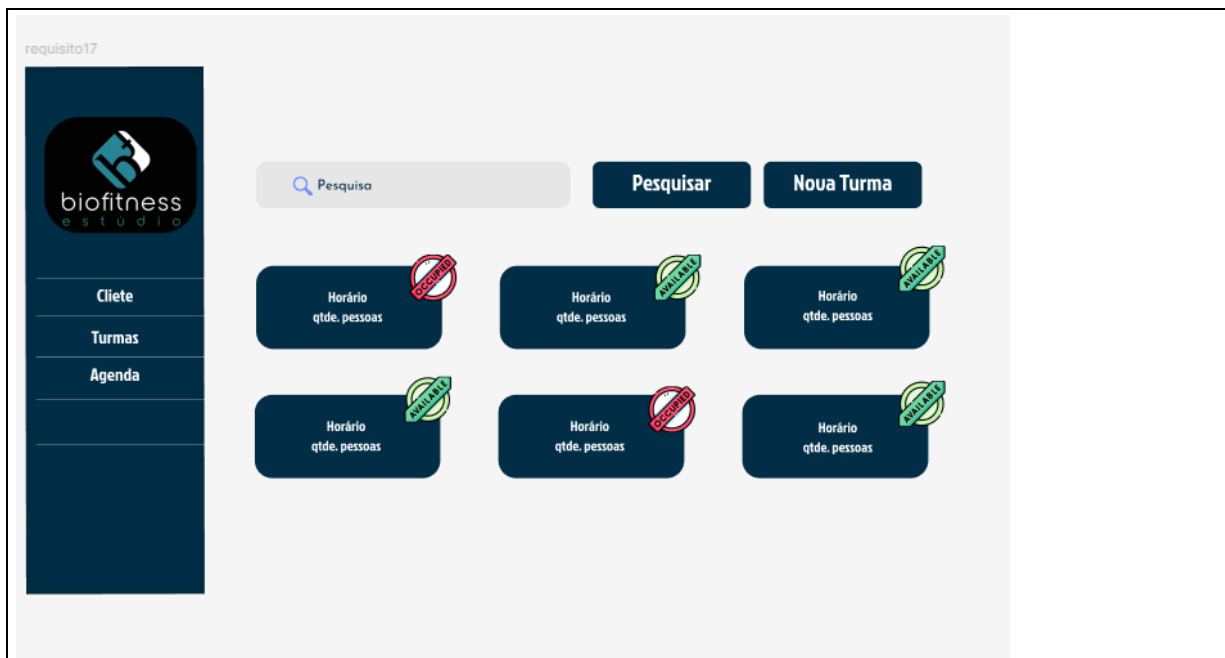 requisito17
biofitness
estúdio
Cliete
Turmas
Agenda
Pesquisa
Pesquisar
Nova Turma
OCCUPIED
Horário
qtde. pessoas
AVAILABLE
Horário
qtde. pessoas
AVAILABLE
Horário
qtde. pessoas
AVAILABLE
Horário
qtde. pessoas
OCCUPIED
Horário
qtde. pessoas
AVAILABLE
Horário
qtde. pessoas